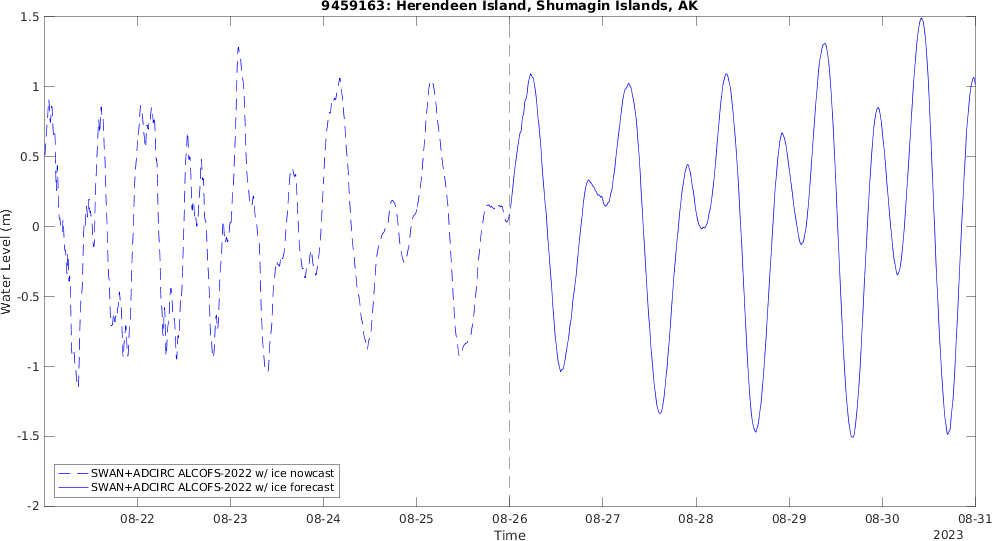 9459163: Herendeen Island, Shumagin Islands, AK
Water Level (m)
1.5
1
0.5
0
-0.5
-1
-1.5
-2
SWAN+ADCIRC ALCOFS-2022 w/ ice nowcast
SWAN+ADCIRC ALCOFS-2022 w/ ice forecast
08-22 08-23 08-24 08-25 08-26 08-27 08-28 08-29 08-30 08-31
Time
2023